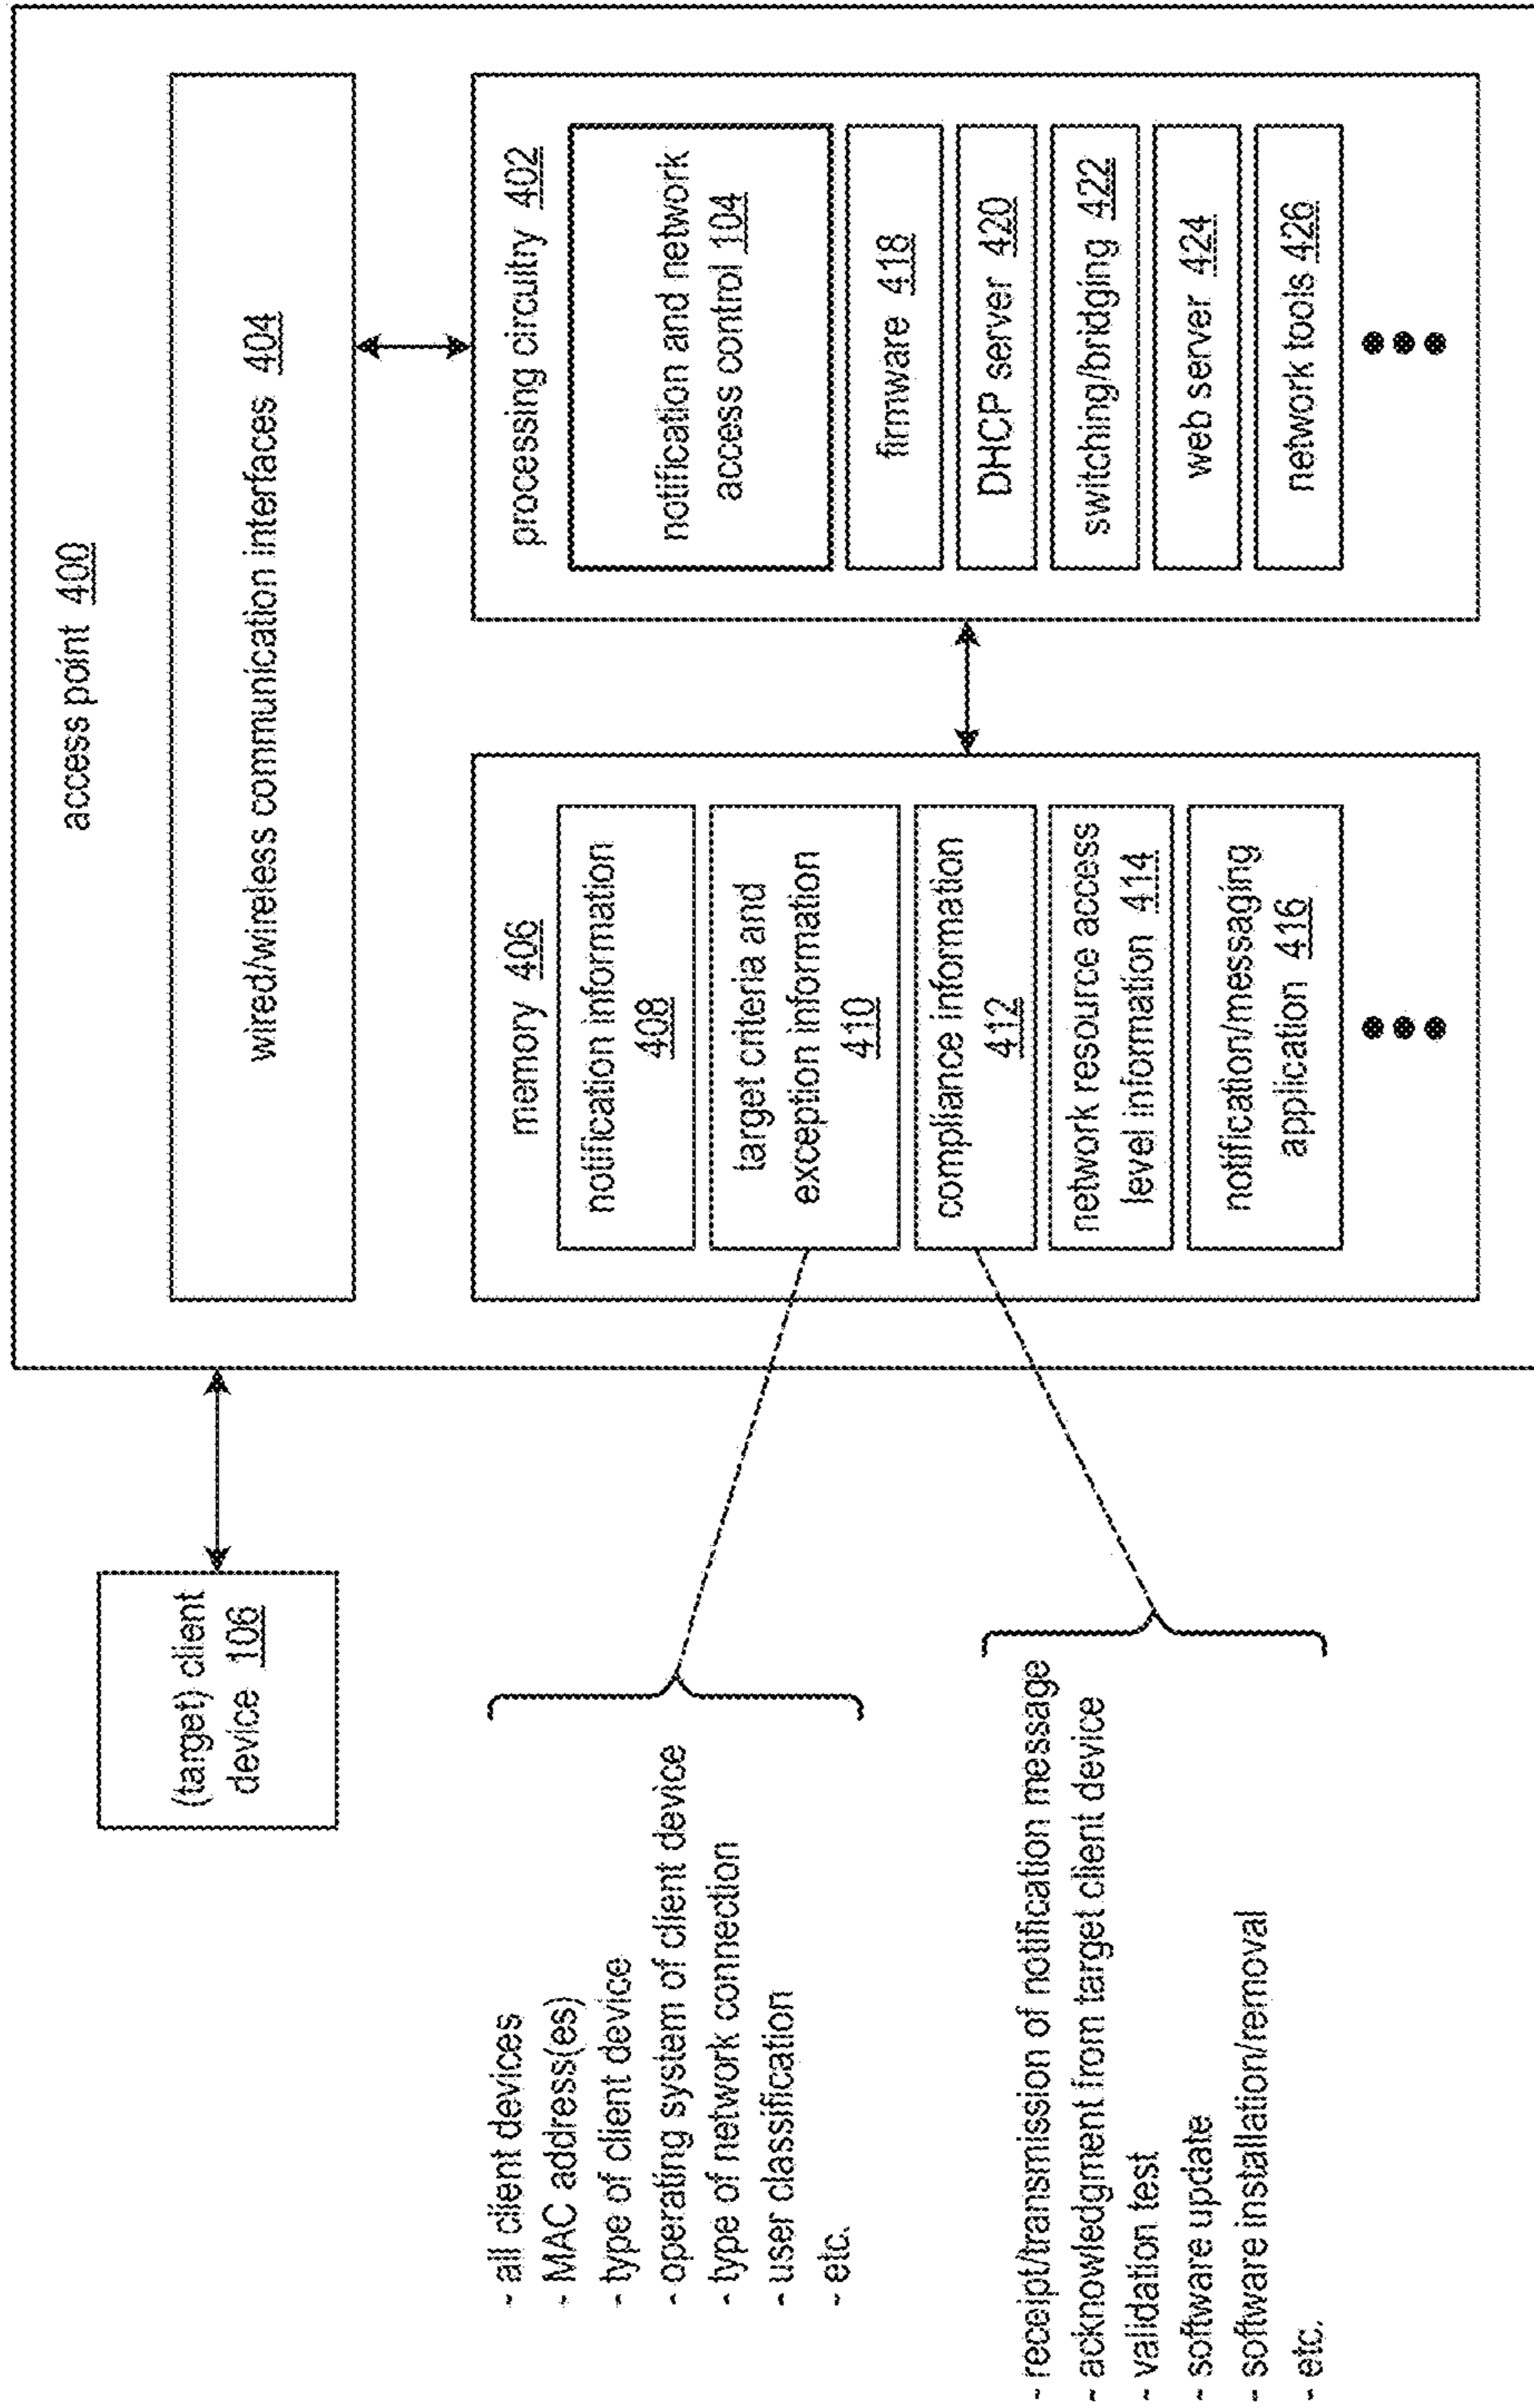 access point 400
wired/wireless communication interfaces 404
(target) client
device 106
memory 406
notification information
408
target criteria and
exception information
410
compliance information
412
network resource access
level information 414
notification/messaging
application 416
processing circuitry 402
notification and network
access control 104
firmware 418
DHCP server 420
switching/bridging 422
web server 424
network tools 426
- all client devices
- MAC address(es)
- type of client device
- operating system of client device
- type of network connection
- user classification
- etc.
- receipt/transmission of notification message
- acknowledgment from target client device
- validation test
- software update
- software installation/removal
- etc.